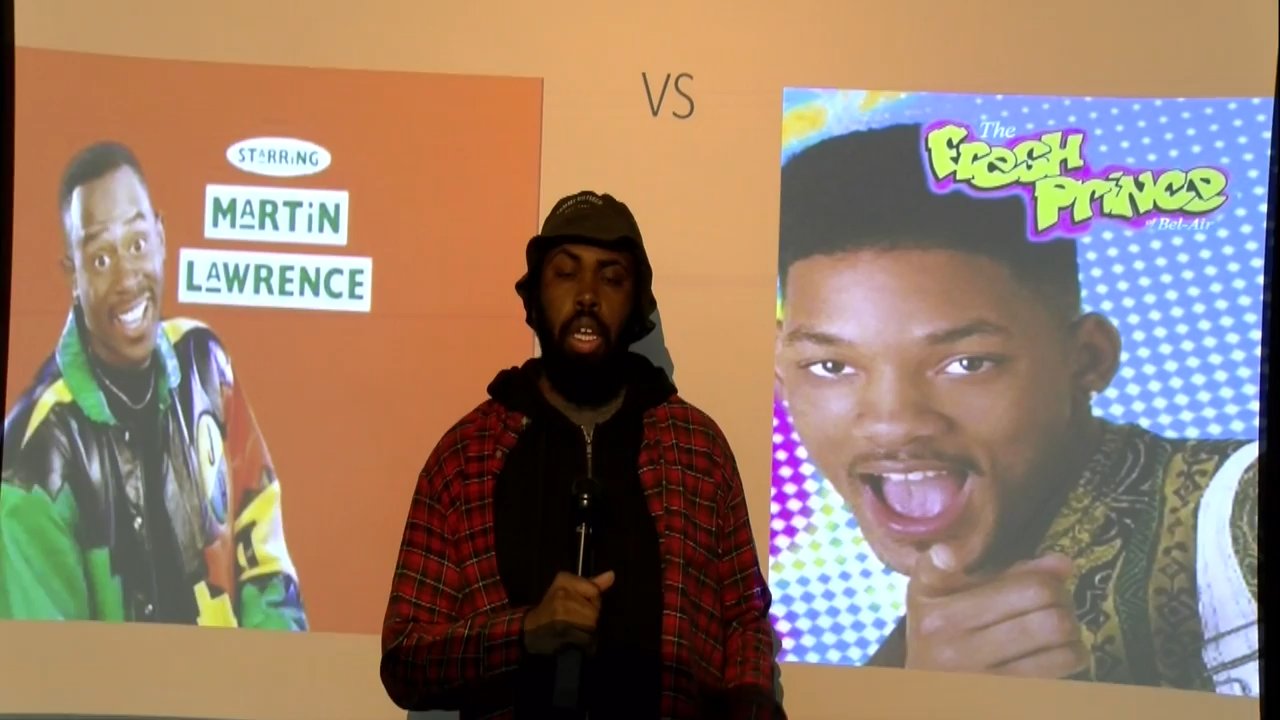 VS
STARRiNG
MARTiN
LAWRENCE
The
Fresh
Prince
of Bel-Air